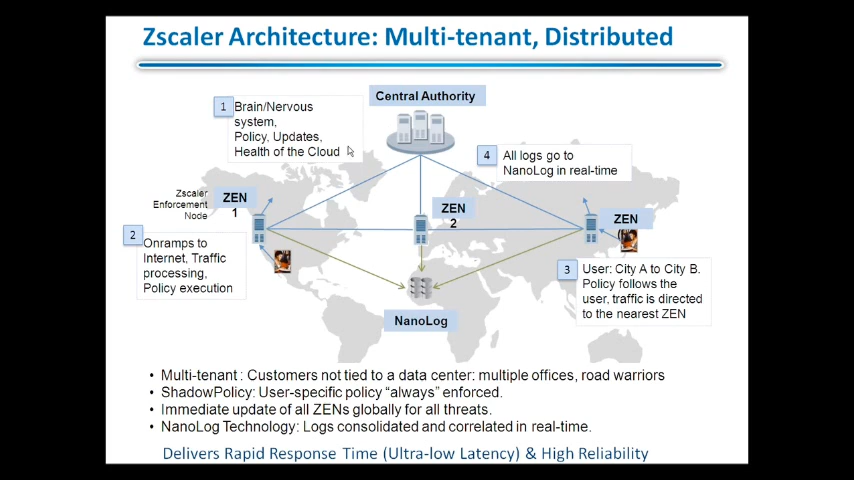 Zscaler Architecture: Multi-tenant, Distributed
Central Authority
1
Brain/Nervous
system,
Policy, Updates,
Health of the Cloud
4
All logs go to
NanoLog in real-time
Zscaler
Enforcement
Node
ZEN
1
ZEN
2
ZEN
2
Onramps to
Internet, Traffic
processing,
Policy execution
3
User: City A to City B.
Policy follows the
user, traffic is directed
to the nearest ZEN
NanoLog
• Multi-tenant : Customers not tied to a data center: multiple offices, road warriors
• ShadowPolicy: User-specific policy “always” enforced.
• Immediate update of all ZENs globally for all threats.
• NanoLog Technology: Logs consolidated and correlated in real-time.
Delivers Rapid Response Time (Ultra-low Latency) & High Reliability